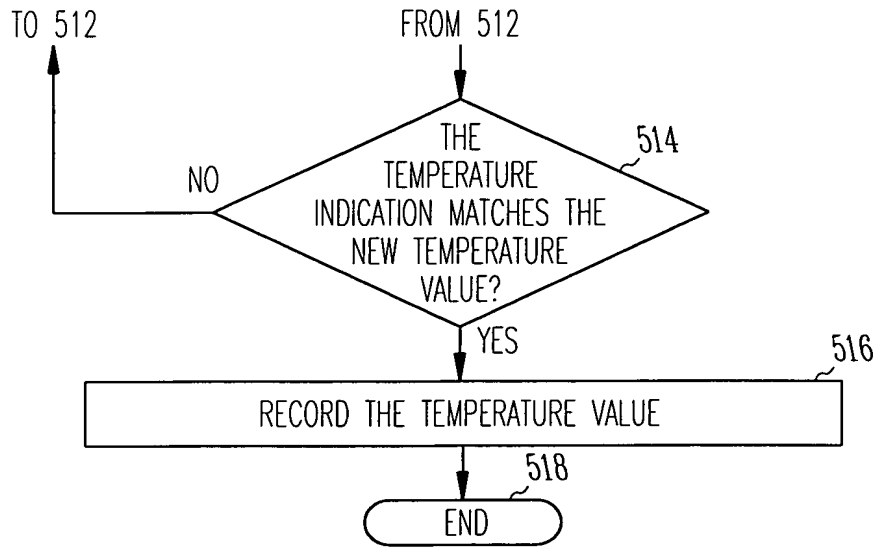 TO 512
FROM 512
THE
TEMPERATURE
INDICATION MATCHES THE
NEW TEMPERATURE
VALUE?
514
NO
YES
516
RECORD THE TEMPERATURE VALUE
518
END